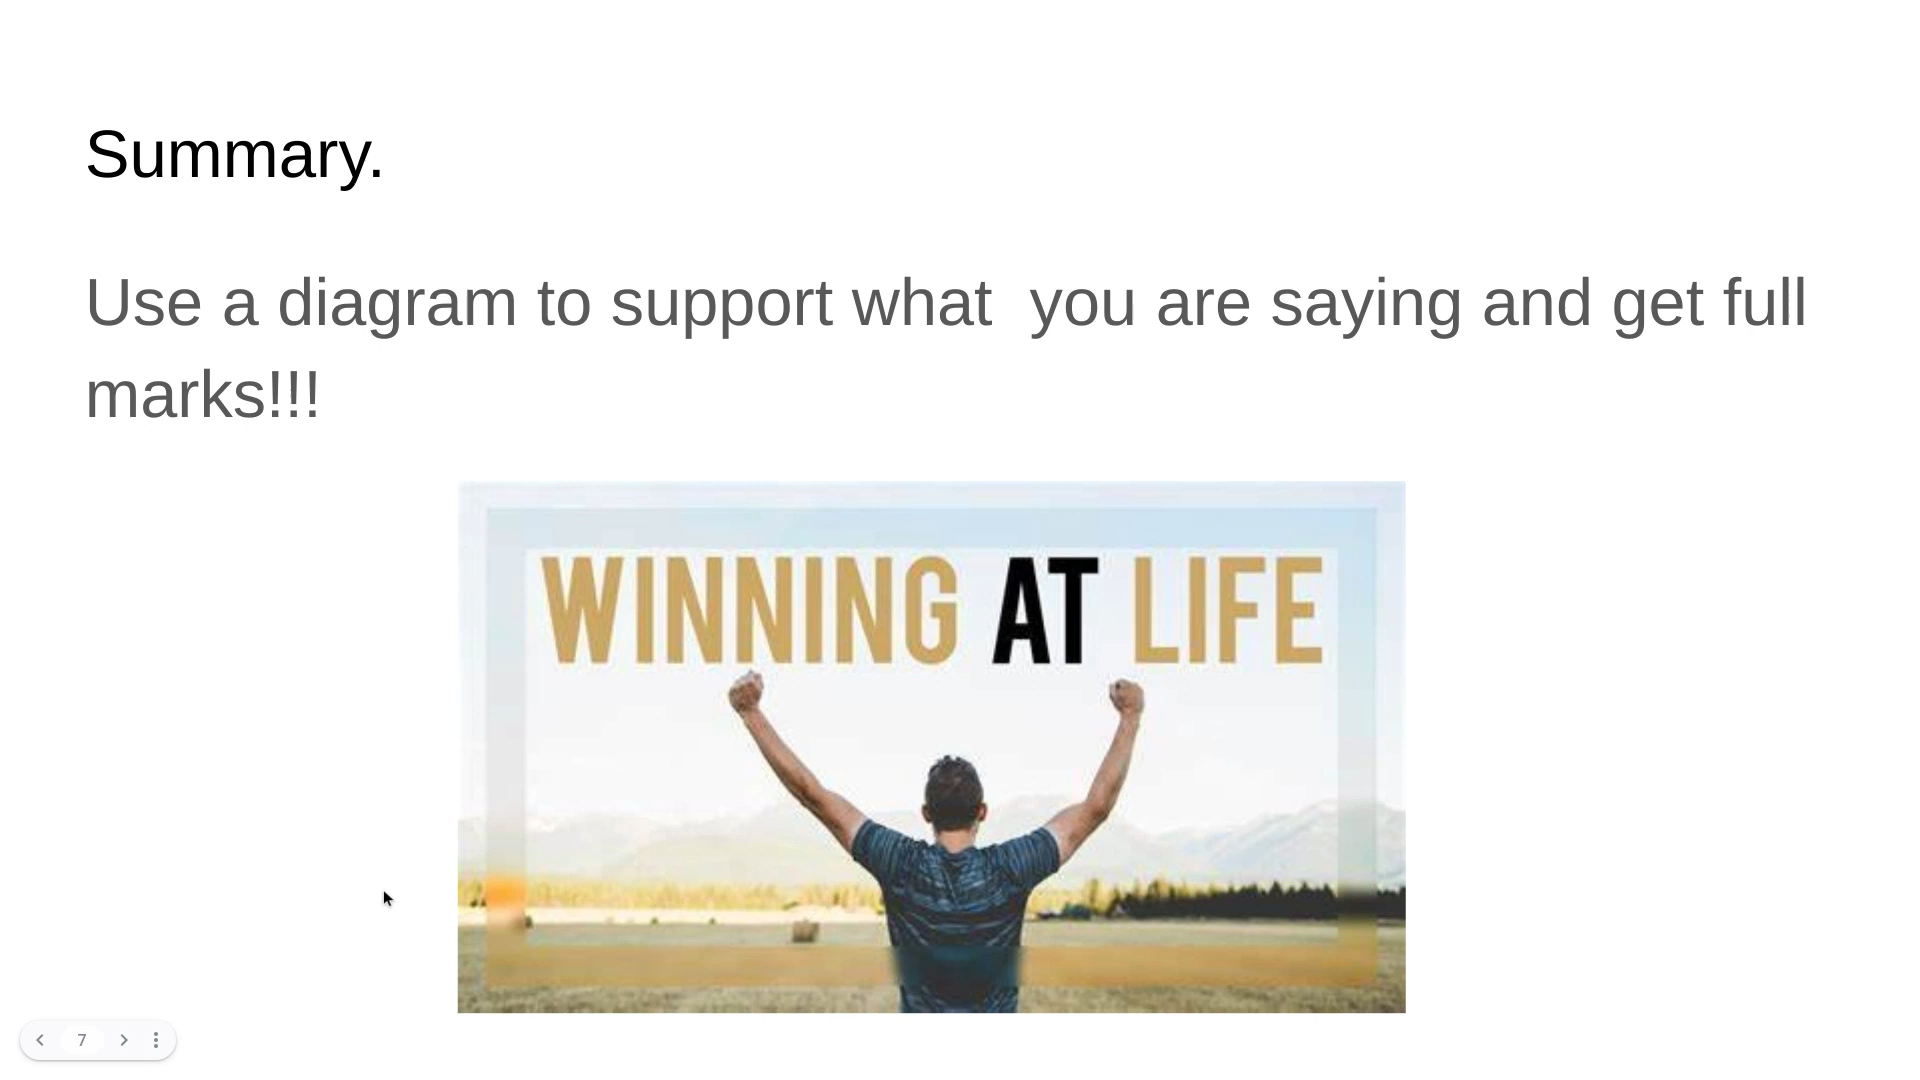 Summary.
Use a diagram to support what  you are saying and get full
marks!!!
WINNING AT LIFE
7